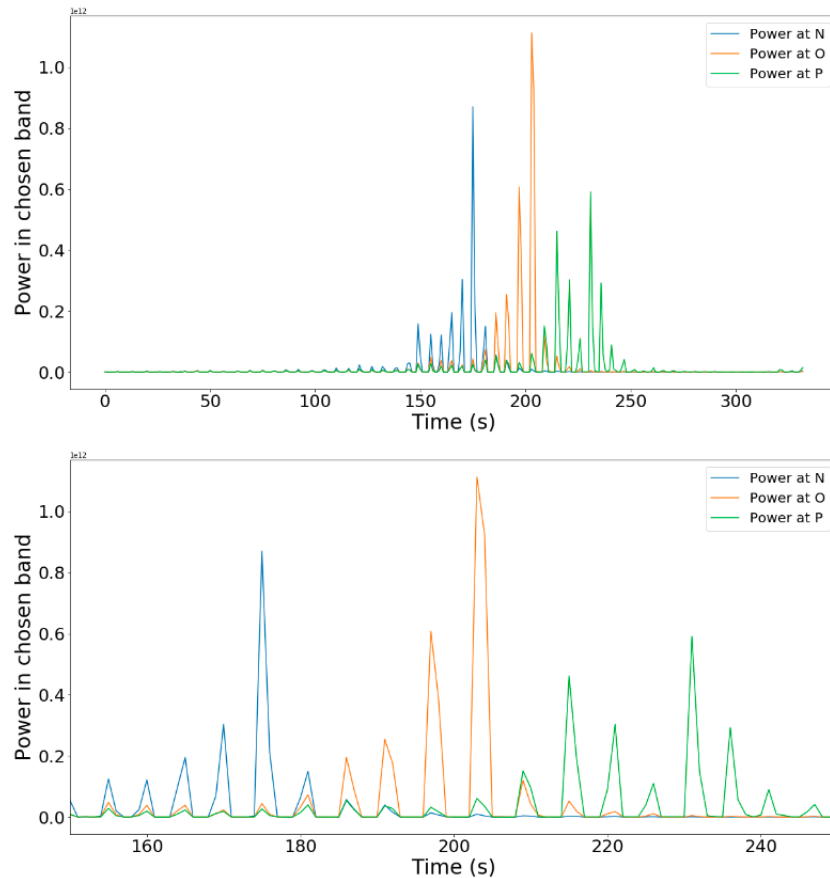 1e12
Power in chosen band
1.0
0.8
0.6
0.4
0.2
0.0
Power at N
Power at O
Power at P
0 50 100 150 200 250 300
Time (s)
1e12
Power in chosen band
1.0
0.8
0.6
0.4
0.2
0.0
Power at N
Power at O
Power at P
160 180 200 220 240
Time (s)